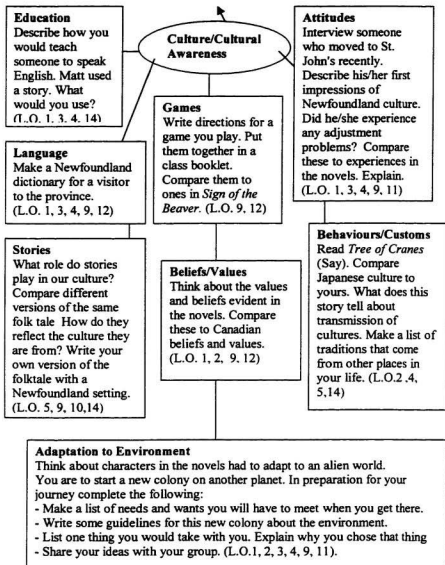 Education
Describe how you
would teach
someone to speak
English. Matt used
a story. What
would you use?
(L.O. 1, 3, 4, 14)
Culture/Cultural
Awareness
Attitudes
Interview someone
who moved to St.
John's recently.
Describe his/her first
impressions of
Newfoundland culture.
Did he/she experience
any adjustment
problems? Compare
these to experiences in
the novels. Explain.
(L.O. 1, 3, 4, 9, 11)
Games
Write directions for a
game you play. Put
them together in a
class booklet.
Compare them to
ones in Sign of the
Beaver. (L.O. 9, 12)
Language
Make a Newfoundland
dictionary for a visitor
to the province.
(L.O. 1, 3, 4, 9, 12)
Stories
What role do stories
play in our culture?
Compare different
versions of the same
folk tale How do they
reflect the culture they
are from? Write your
own version of the
folktale with a
Newfoundland setting.
(L.O. 5, 9, 10,14)
Beliefs/Values
Think about the values
and beliefs evident in
the novels. Compare
these to Canadian
beliefs and values.
(L.O. 1, 2, 9, 12)
Behaviours/Customs
Read Tree of Cranes
(Say). Compare
Japanese culture to
yours. What does this
story tell about
transmission of
cultures. Make a list of
traditions that come
from other places in
your life. (L.O.2 ,4,
5,14)
Adaptation to Environment
Think about characters in the novels had to adapt to an alien world.
You are to start a new colony on another planet. In preparation for your
journey complete the following:
- Make a list of needs and wants you will have to meet when you get there.
- Write some guidelines for this new colony about the environment.
- List one thing you would take with you. Explain why you chose that thing
- Share your ideas with your group. (L.O.1, 2, 3, 4, 9, 11).